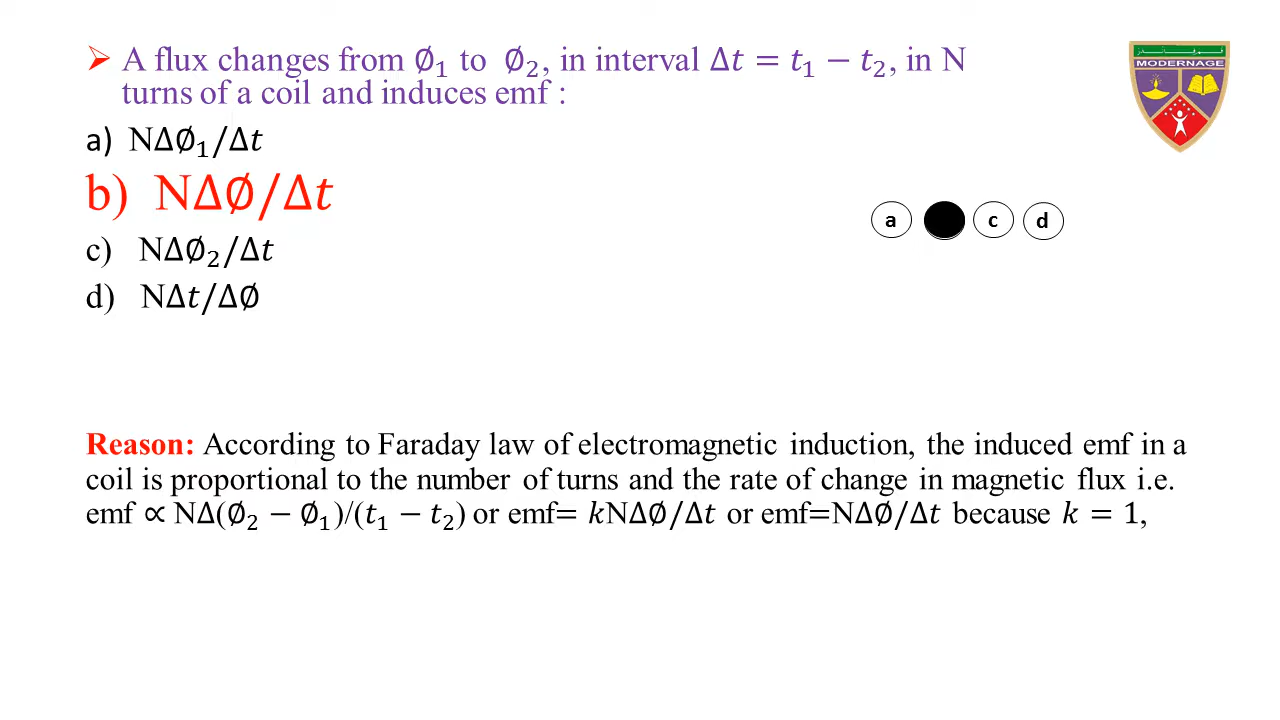 ➢ A flux changes from ∅₁ to ∅₂, in interval Δt = t₁ − t₂, in N
turns of a coil and induces emf :
MODERNAGE
a) NΔ∅₁/Δt
b) NΔ∅/Δt
a c d
c) NΔ∅₂/Δt
d) NΔt/Δ∅
Reason: According to Faraday law of electromagnetic induction, the induced emf in a
coil is proportional to the number of turns and the rate of change in magnetic flux i.e.
emf ∝ NΔ(∅₂ − ∅₁)/(t₁ − t₂) or emf= kNΔ∅/Δt or emf=NΔ∅/Δt because k = 1,